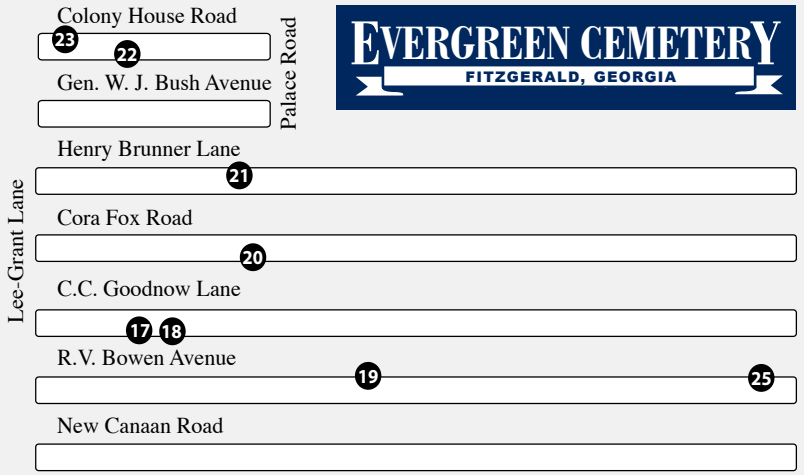 Colony House Road
23
22
Palace Road
EVERGREEN CEMETERY
FITZGERALD, GEORGIA
Gen. W. J. Bush Avenue
Henry Brunner Lane
21
Lee-Grant Lane
Cora Fox Road
20
C.C. Goodnow Lane
17 18
R.V. Bowen Avenue
19
25
New Canaan Road